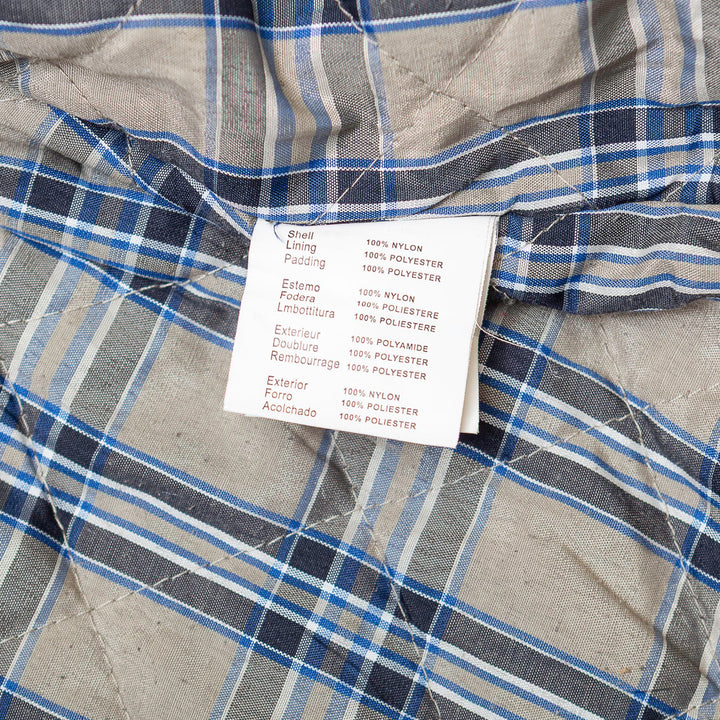 Shell 100% NYLON
Lining 100% POLYESTER
Padding 100% POLYESTER
Estemo 100% NYLON
Fodera 100% POLIESTERE
Lmbottitura 100% POLIESTERE
Exterieur 100% POLYAMIDE
Doublure 100% POLYESTER
Rembourrage 100% POLYESTER
Exterior 100% NYLON
Forro 100% POLIESTER
Acolchado 100% POLIESTER